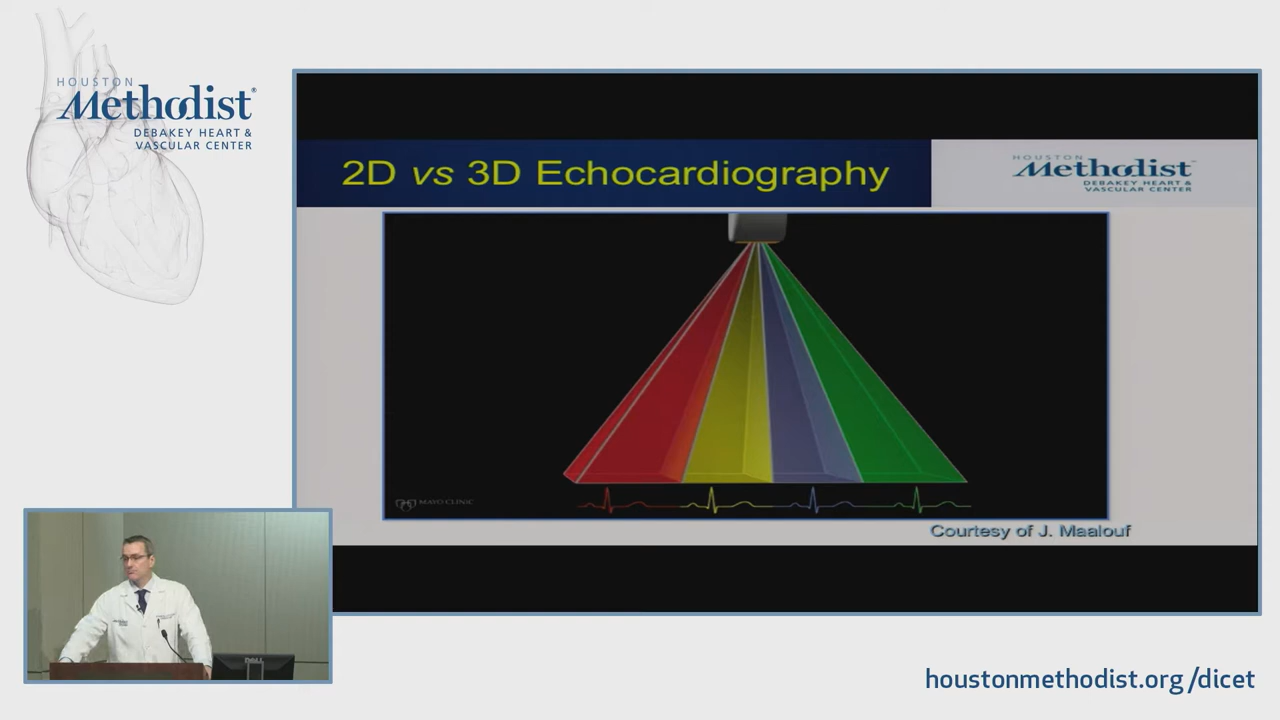 HOUSTON
Methodist®
DEBAKEY HEART &
VASCULAR CENTER
2D vs 3D Echocardiography
HOUSTON
Methodist
DEBAKEY HEART &
VASCULAR CENTER
MAYO CLINIC
Courtesy of J. Maalouf
DELL
houstonmethodist.org/dicet